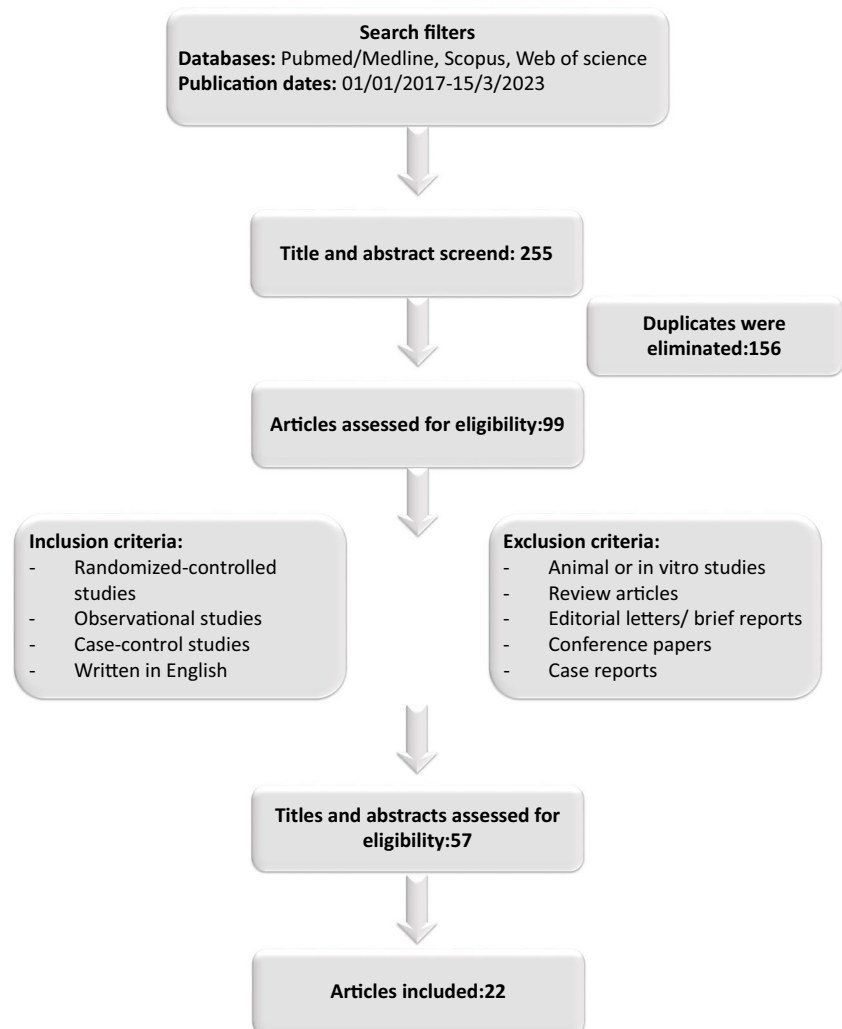 Search filters
Databases: Pubmed/Medline, Scopus, Web of science
Publication dates: 01/01/2017-15/3/2023
Title and abstract screend: 255
Duplicates were
eliminated:156
Articles assessed for eligibility:99
Inclusion criteria:
- Randomized-controlled
studies
- Observational studies
- Case-control studies
- Written in English
Exclusion criteria:
- Animal or in vitro studies
- Review articles
- Editorial letters/ brief reports
- Conference papers
- Case reports
Titles and abstracts assessed for
eligibility:57
Articles included:22